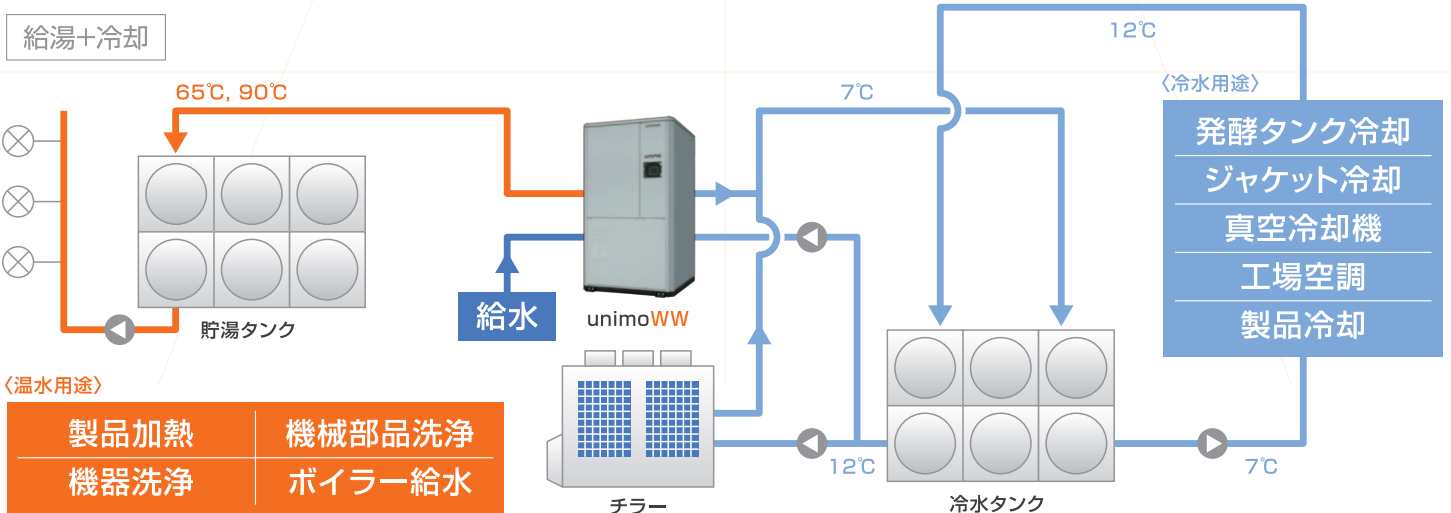 給湯+冷却
12℃
65℃, 90℃
7℃
〈冷水用途〉
発酵タンク冷却
ジャケット冷却
真空冷却機
工場空調
製品冷却
給水
unimoWW
貯湯タンク
〈温水用途〉
製品加熱
機械部品洗浄
機器洗浄
ボイラー給水
12℃
7℃
チラー
冷水タンク